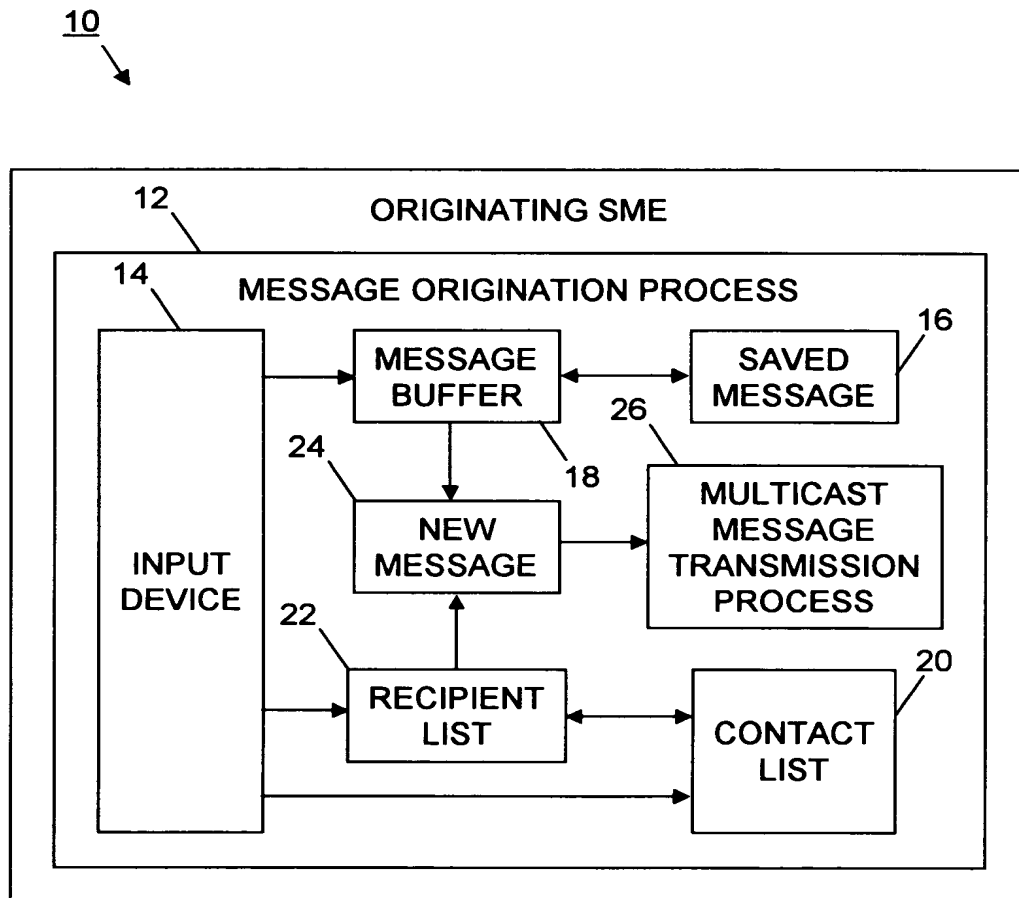 10
ORIGINATING SME
12
MESSAGE ORIGINATION PROCESS
14
MESSAGE
BUFFER
18
SAVED
MESSAGE
16
INPUT
DEVICE
24
NEW
MESSAGE
26
MULTICAST
MESSAGE
TRANSMISSION
PROCESS
22
RECIPIENT
LIST
20
CONTACT
LIST